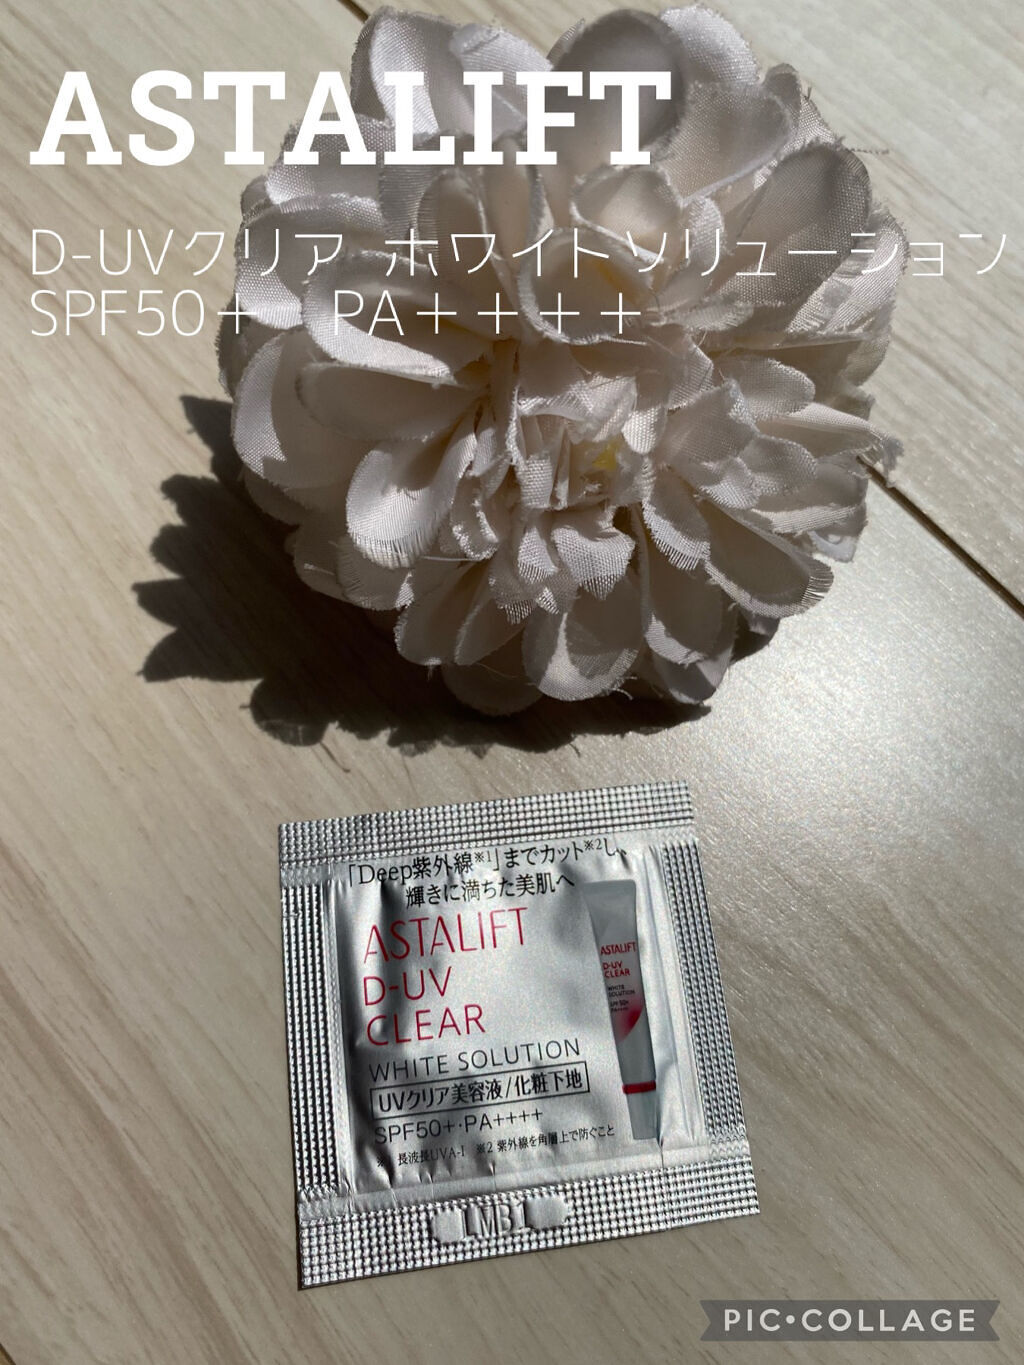 ASTALIFT
D-UVクリア ホワイトソリューション
SPF50+ PA++++
「Deep紫外線※1」までカット※2し、
輝きに満ちた美肌へ
ASTALIFT
D-UV
CLEAR
WHITE SOLUTION
UVクリア美容液/化粧下地
SPF50+・PA++++
※1 長波長UVA-I ※2 紫外線を角層上で防ぐこと
ASTALIFT
D-UV
CLEAR
WHITE
SOLUTION
SPF 50+
PA++++
LMB1
PIC•COLLAGE